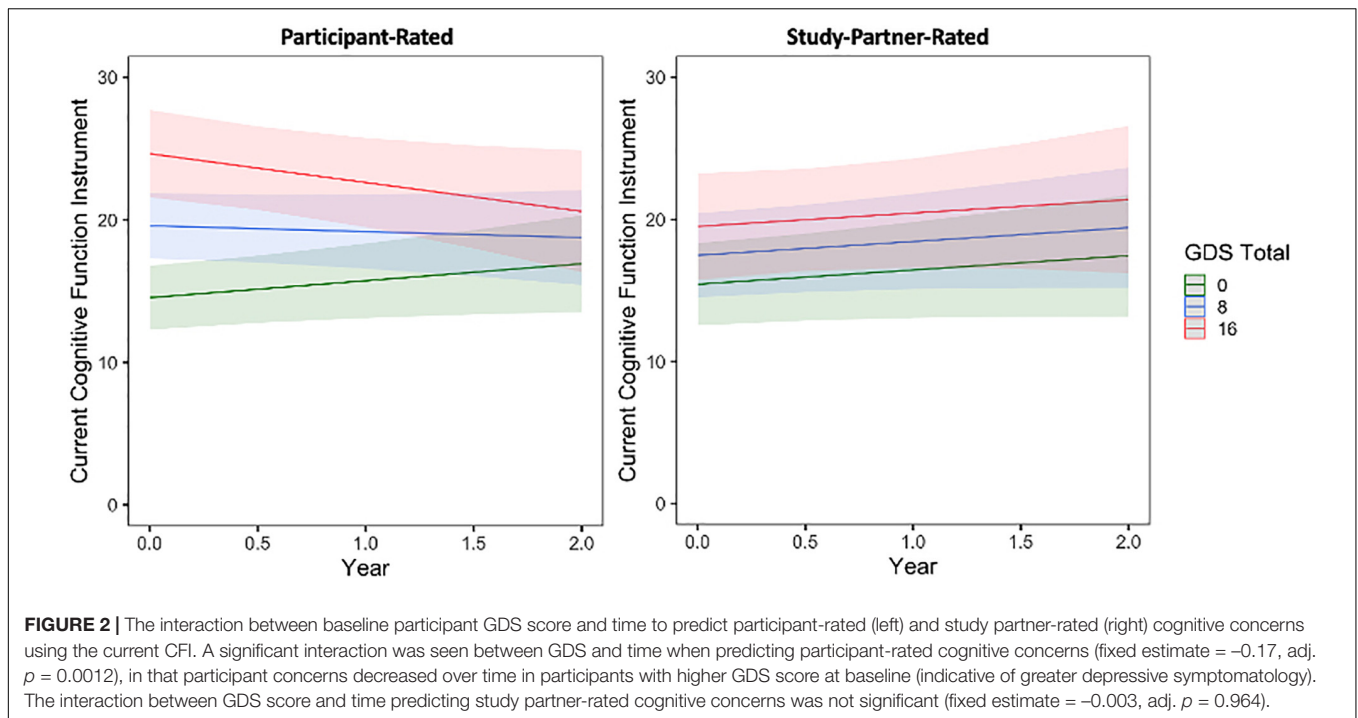 Participant-Rated
Current Cognitive Function Instrument
30
20
10
0
0.0 0.5 1.0 1.5 2.0
Year
Study-Partner-Rated
Current Cognitive Function Instrument
30
20
10
0
0.0 0.5 1.0 1.5 2.0
Year
GDS Total
0
8
16
FIGURE 2 | The interaction between baseline participant GDS score and time to predict participant-rated (left) and study partner-rated (right) cognitive concerns
using the current CFI. A significant interaction was seen between GDS and time when predicting participant-rated cognitive concerns (fixed estimate = –0.17, adj.
p = 0.0012), in that participant concerns decreased over time in participants with higher GDS score at baseline (indicative of greater depressive symptomatology).
The interaction between GDS score and time predicting study partner-rated cognitive concerns was not significant (fixed estimate = –0.003, adj. p = 0.964).